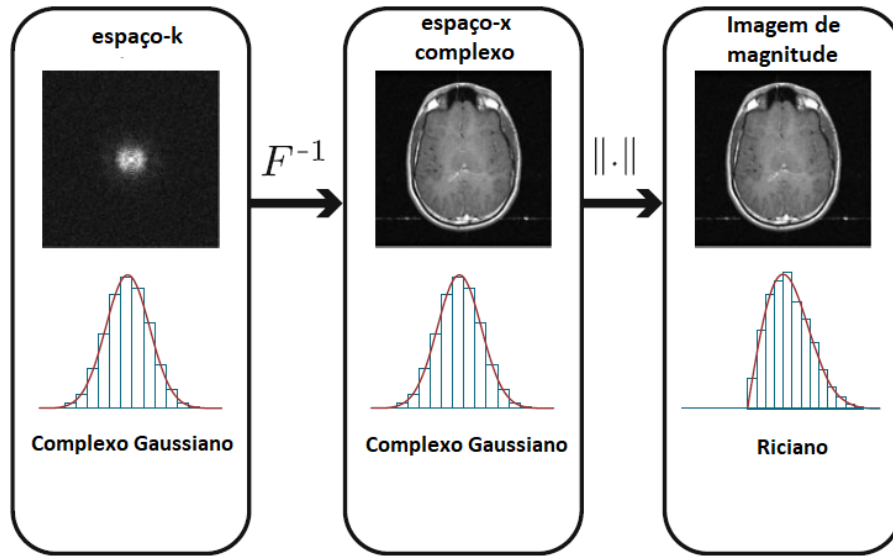 espaço-k
F⁻¹
espaço-x
complexo
‖.‖
Imagem de
magnitude
Complexo Gaussiano
Complexo Gaussiano
Riciano